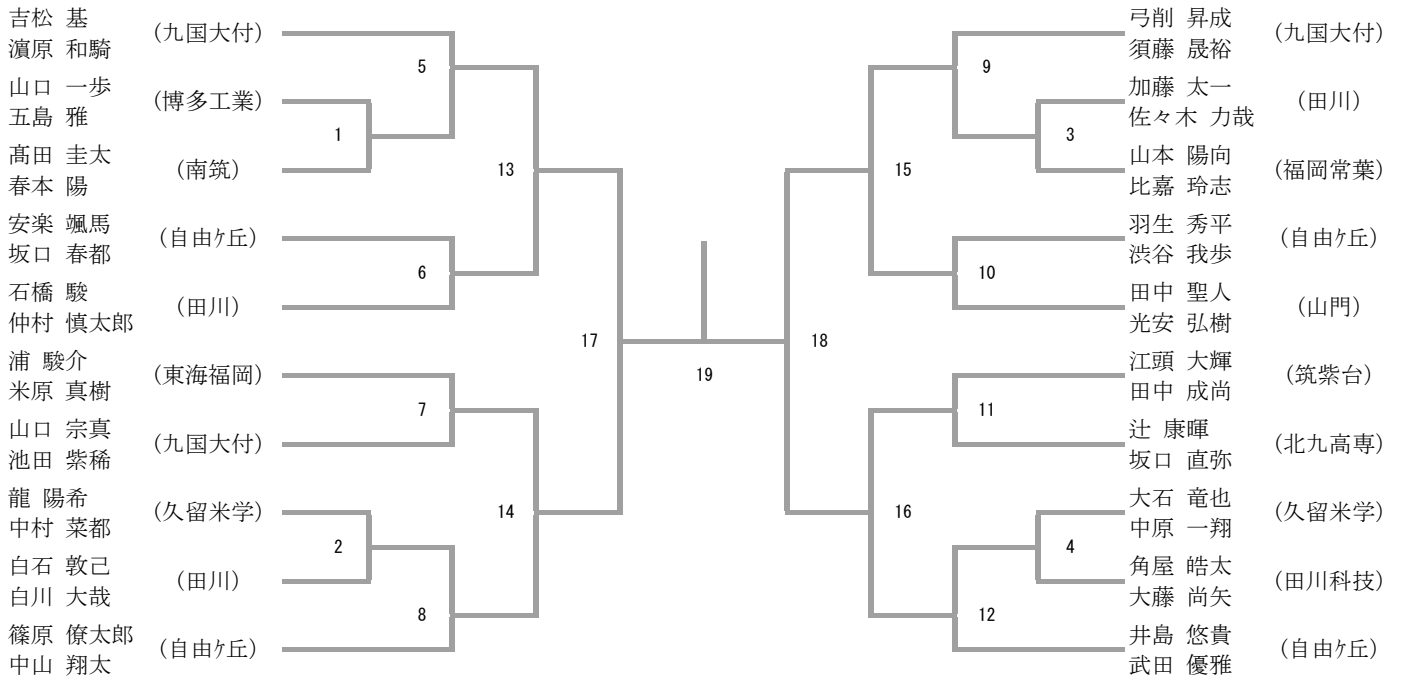 吉松 基
濵原 和騎
(九国大付)
山口 一歩
五島 雅
(博多工業)
髙田 圭太
春本 陽
(南筑)
安楽 颯馬
坂口 春都
(自由ケ丘)
石橋 駿
仲村 慎太郎
(田川)
浦 駿介
米原 真樹
(東海福岡)
山口 宗真
池田 紫稀
(九国大付)
龍 陽希
中村 菜都
(久留米学)
白石 敦己
白川 大哉
(田川)
篠原 僚太郎
中山 翔太
(自由ケ丘)
5
1
13
6
17
7
14
2
8
19
弓削 昇成
須藤 晟裕
(九国大付)
加藤 太一
佐々木 力哉
(田川)
山本 陽向
比嘉 玲志
(福岡常葉)
羽生 秀平
渋谷 我歩
(自由ケ丘)
田中 聖人
光安 弘樹
(山門)
江頭 大輝
田中 成尚
(筑紫台)
辻 康暉
坂口 直弥
(北九高専)
大石 竜也
中原 一翔
(久留米学)
角屋 皓太
大藤 尚矢
(田川科技)
井島 悠貴
武田 優雅
(自由ケ丘)
9
3
15
10
18
11
16
4
12